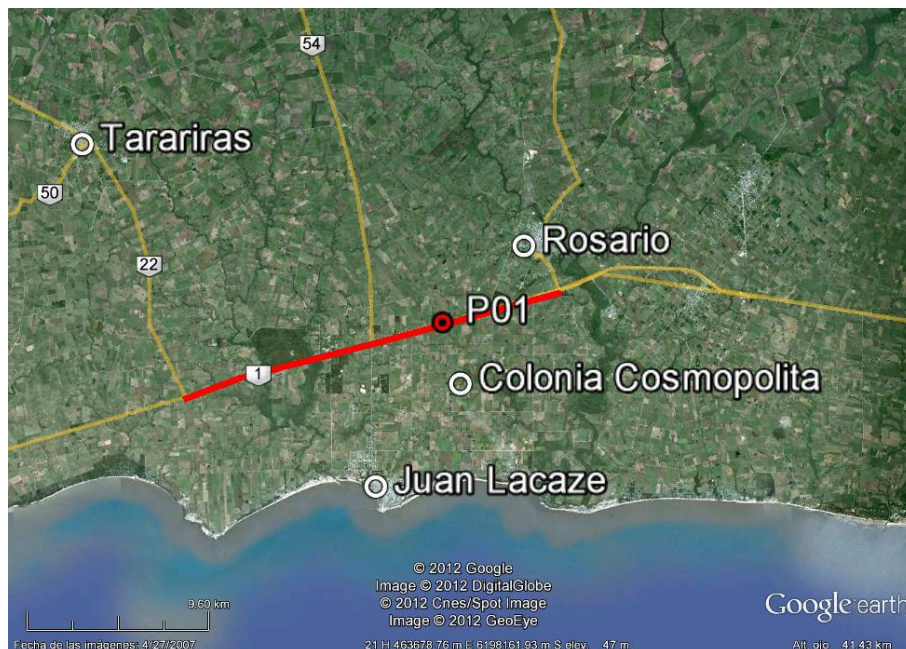 54
Tarariras
50
Rosario
22
P01
1
Colonia Cosmopolita
Juan Lacaze
© 2012 Google
Image © 2012 DigitalGlobe
© 2012 Cnes/Spot Image
Image © 2012 GeoEye
9.60 km
Google earth
Fecha de las imágenes: 4/27/2007 21 H 463678.76 m E 6198161.93 m S elev. 47 m Alt. ojo 41.43 km